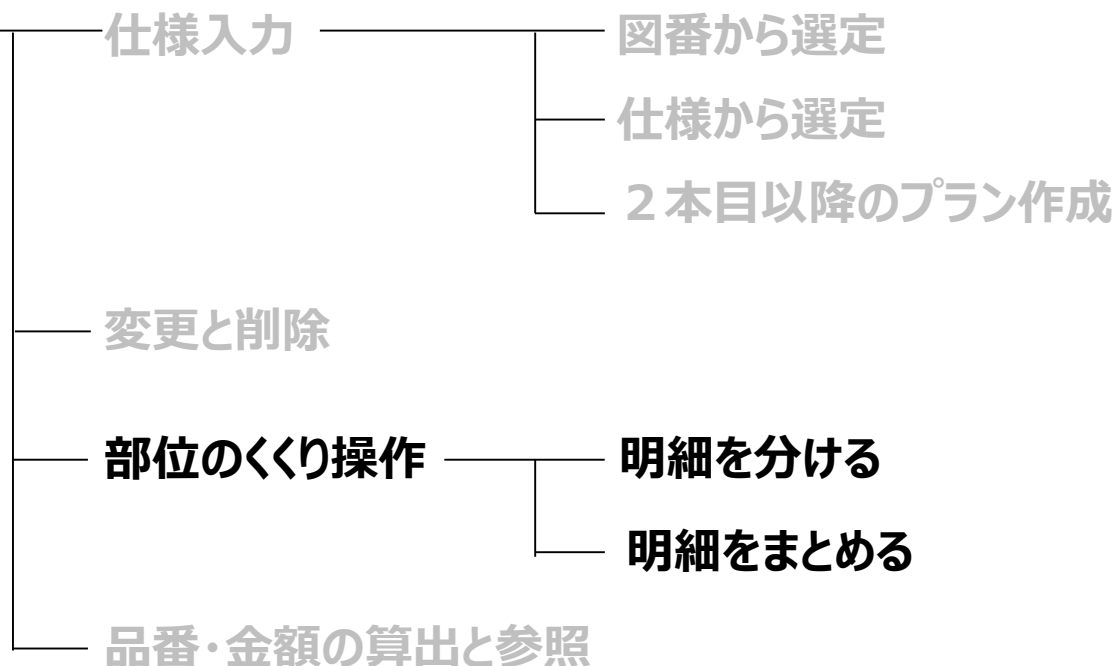 仕様入力
図番から選定
仕様から選定
２本目以降のプラン作成
変更と削除
部位のくくり操作
明細を分ける
明細をまとめる
品番・金額の算出と参照